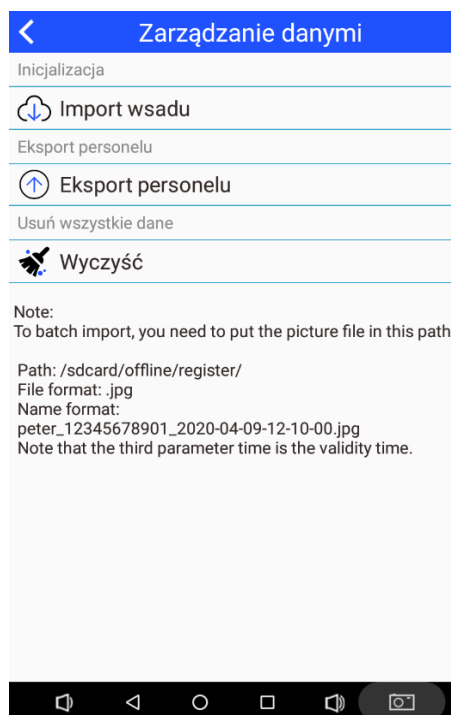 Zarządzanie danymi
Inicjalizacja
Import wsadu
Eksport personelu
Eksport personelu
Usuń wszystkie dane
Wyczyść
Note:
To batch import, you need to put the picture file in this path
Path: /sdcard/offline/register/
File format: .jpg
Name format:
peter_12345678901_2020-04-09-12-10-00.jpg
Note that the third parameter time is the validity time.